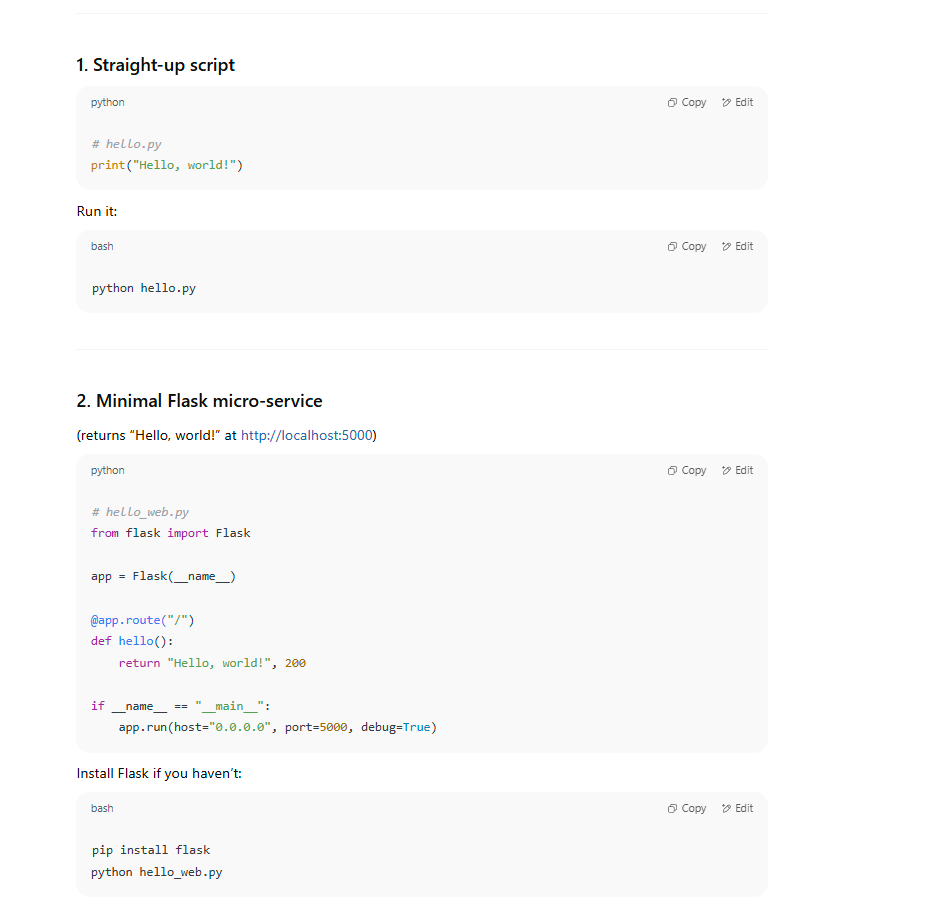 1. Straight-up script
python
Copy Edit
# hello.py
print("Hello, world!")
Run it:
bash
Copy Edit
python hello.py
2. Minimal Flask micro-service
(returns “Hello, world!” at http://localhost:5000)
python
Copy Edit
# hello_web.py
from flask import Flask
app = Flask(__name__)
@app.route("/")
def hello():
    return "Hello, world!", 200
if __name__ == "__main__":
    app.run(host="0.0.0.0", port=5000, debug=True)
Install Flask if you haven’t:
bash
Copy Edit
pip install flask
python hello_web.py